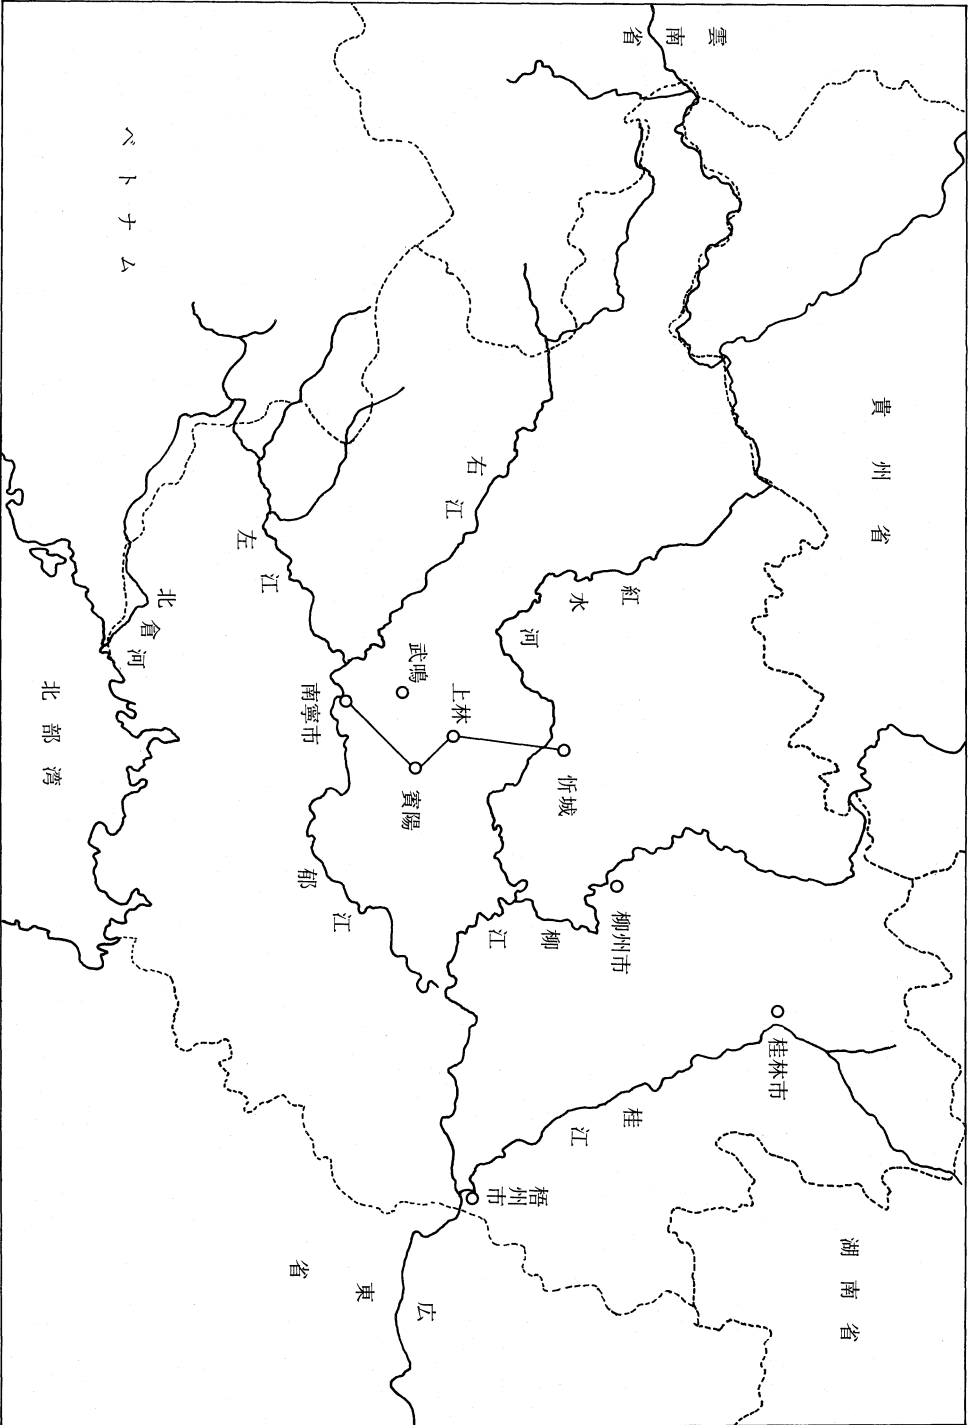 雲南省
貴州省
湖南省
広東省
ベトナム
北部湾
右江
左江
紅水河
北倉河
武鳴
上林
南寧市
賓陽
忻城
郁江
柳江
柳州市
桂林市
桂江
梧州市